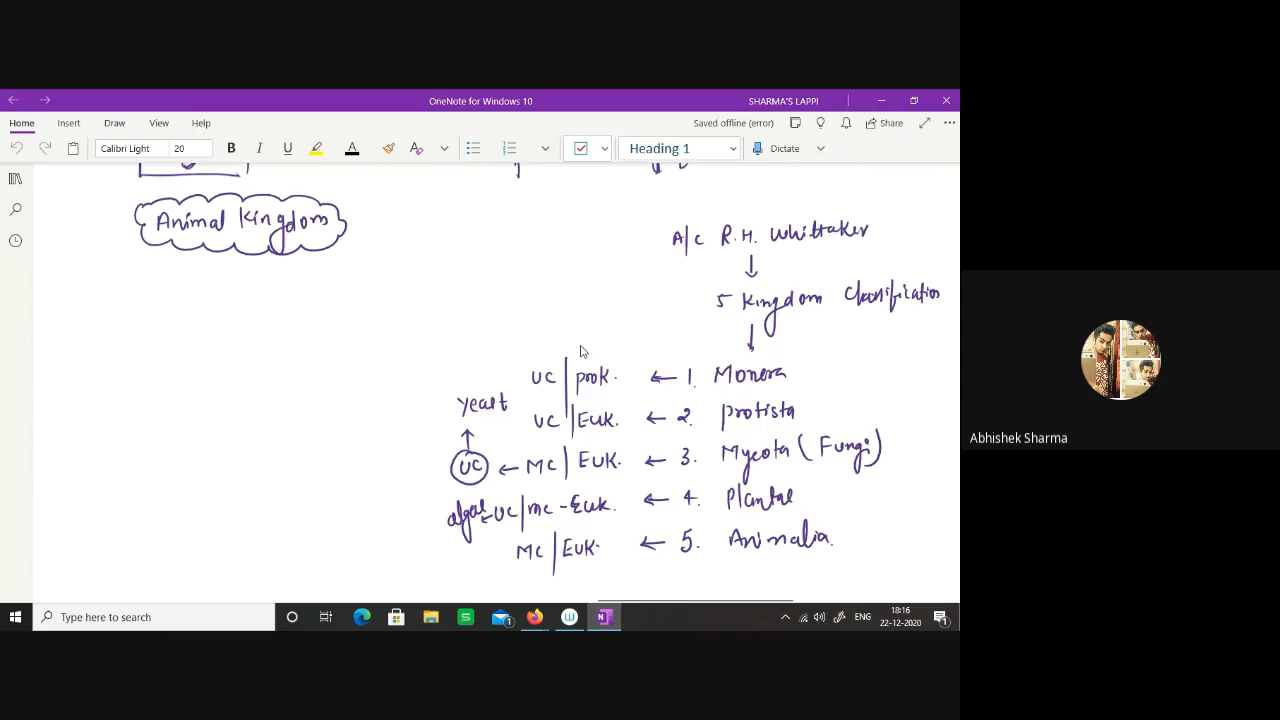 OneNote for Windows 10
SHARMA'S LAPPI
Home Insert Draw View Help
Saved offline (error)
Share
Calibri Light 20 B I U A Heading 1 Dictate
Animal Kingdom
A/C R.H. Whittaker
5 Kingdom Classification
UC | prok. ← 1. Monera
yeast
UC | EUK. ← 2. protista
UC ← MC | EUK. ← 3. Mycota (Fungi)
algae ← UC | mc - Euk. ← 4. Plantae
MC | EUK. ← 5. Animalia.
Abhishek Sharma
Type here to search
ENG
18:16
22-12-2020